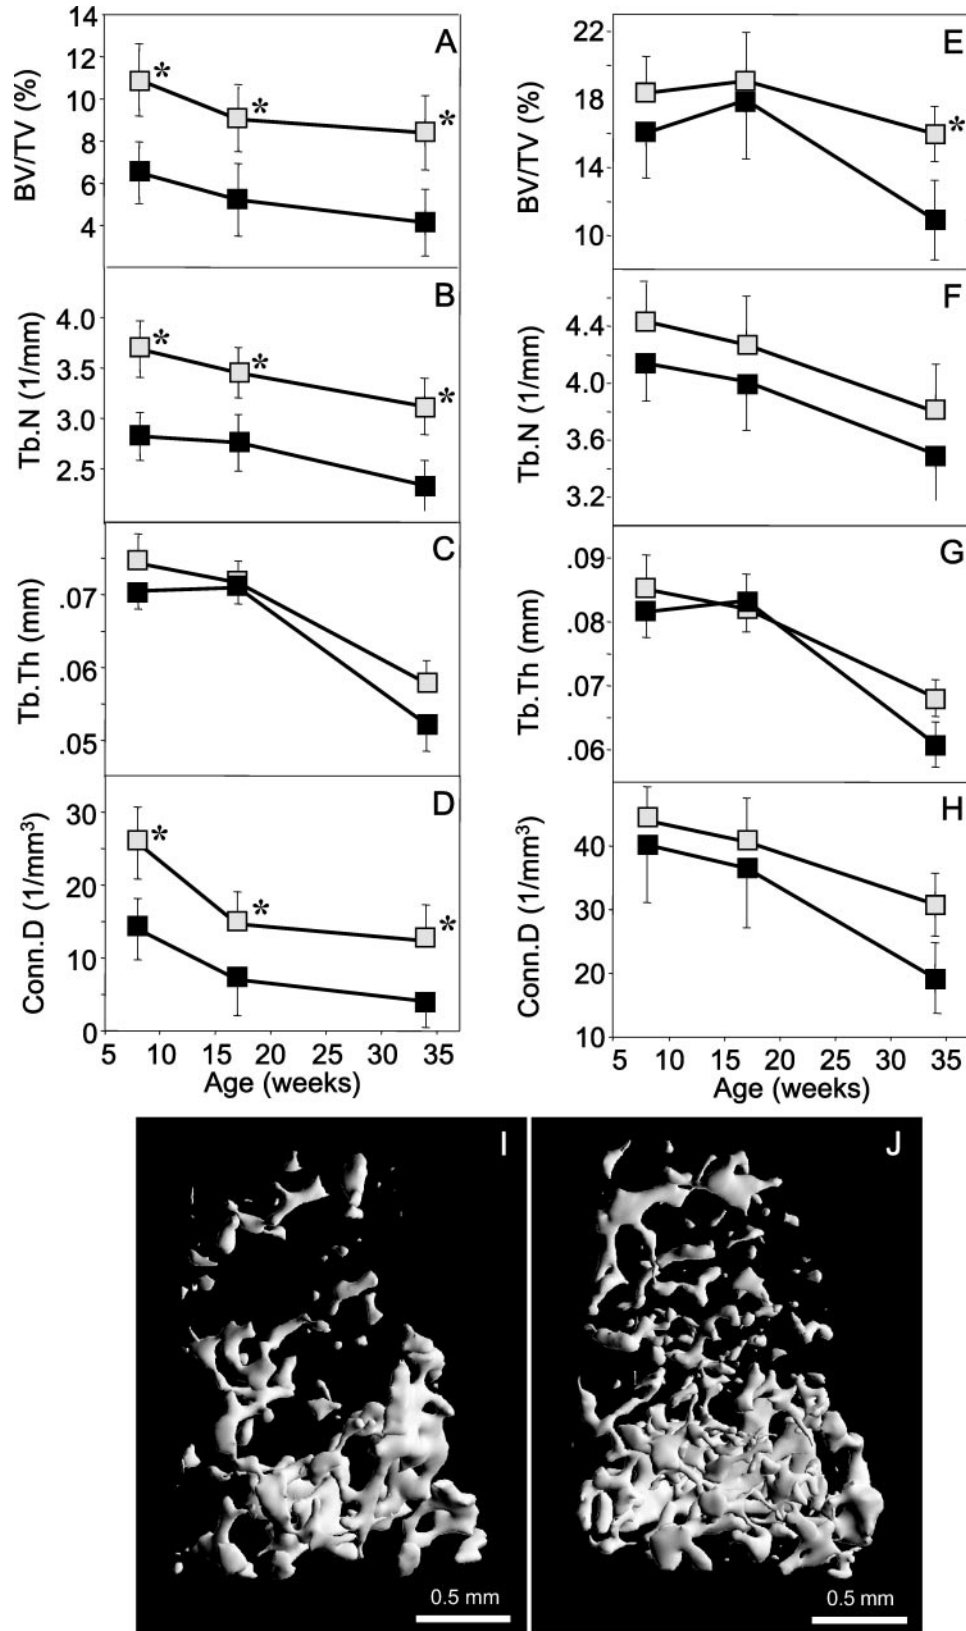 A
BV/TV (%)
14
12
10
8
6
4
*
*
*
B
Tb.N (1/mm)
4.0
3.5
3.0
2.5
*
*
*
C
Tb.Th (mm)
.07
.06
.05
D
Conn.D (1/mm³)
30
20
10
0
*
*
*
5 10 15 20 25 30 35
Age (weeks)
E
BV/TV (%)
22
18
14
10
*
F
Tb.N (1/mm)
4.4
4.0
3.6
3.2
G
Tb.Th (mm)
.09
.08
.07
.06
H
Conn.D (1/mm³)
40
30
20
10
5 10 15 20 25 30 35
Age (weeks)
I
0.5 mm
J
0.5 mm